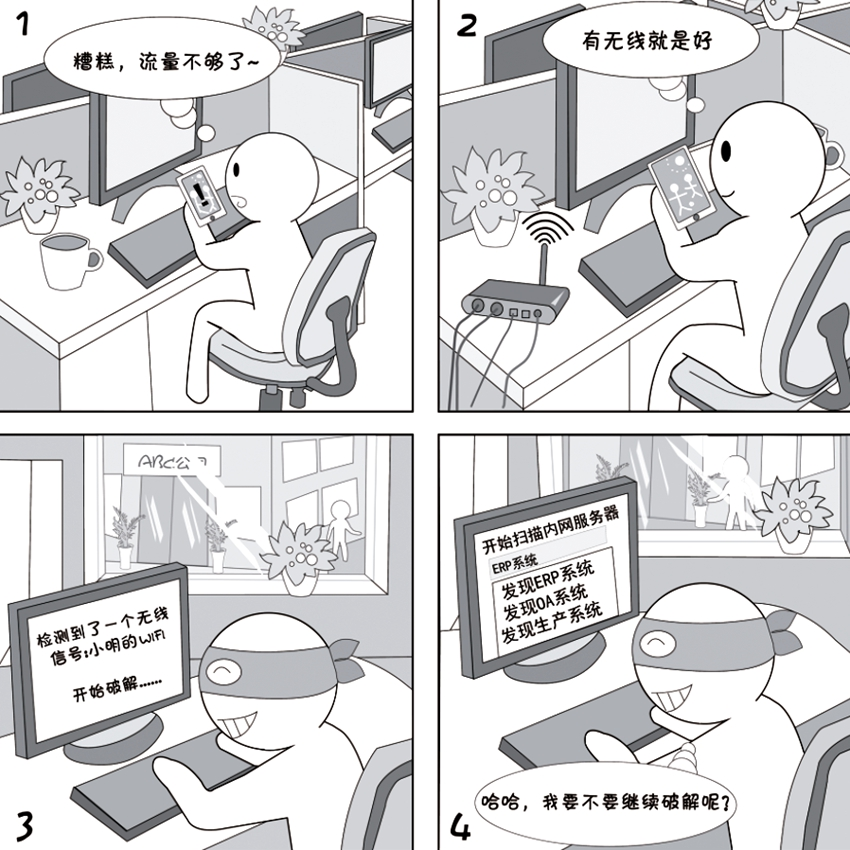 1
糟糕，流量不够了~
!
2
有无线就是好
ABC公司
检测到了一个无线
信号:小明的WiFi
开始破解......
3
开始扫描内网服务器
ERP系统
发现ERP系统
发现OA系统
发现生产系统
哈哈，我要不要继续破解呢？
4